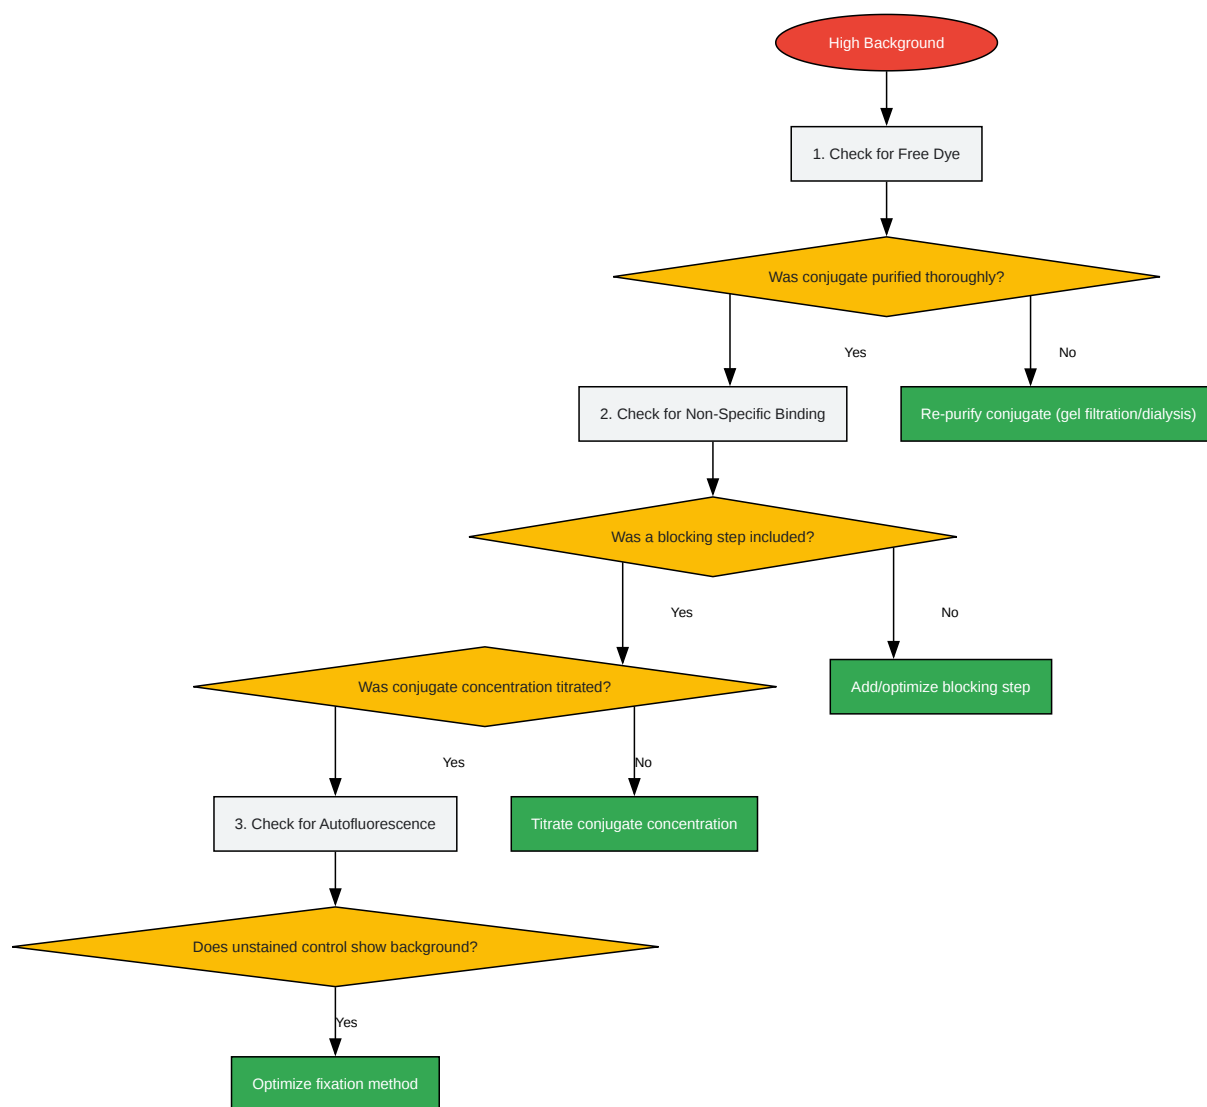 High Background
1. Check for Free Dye
Was conjugate purified thoroughly?
Yes
No
2. Check for Non-Specific Binding
Re-purify conjugate (gel filtration/dialysis)
Was a blocking step included?
Yes
No
Was conjugate concentration titrated?
Add/optimize blocking step
Yes
No
3. Check for Autofluorescence
Titrate conjugate concentration
Does unstained control show background?
Yes
Optimize fixation method